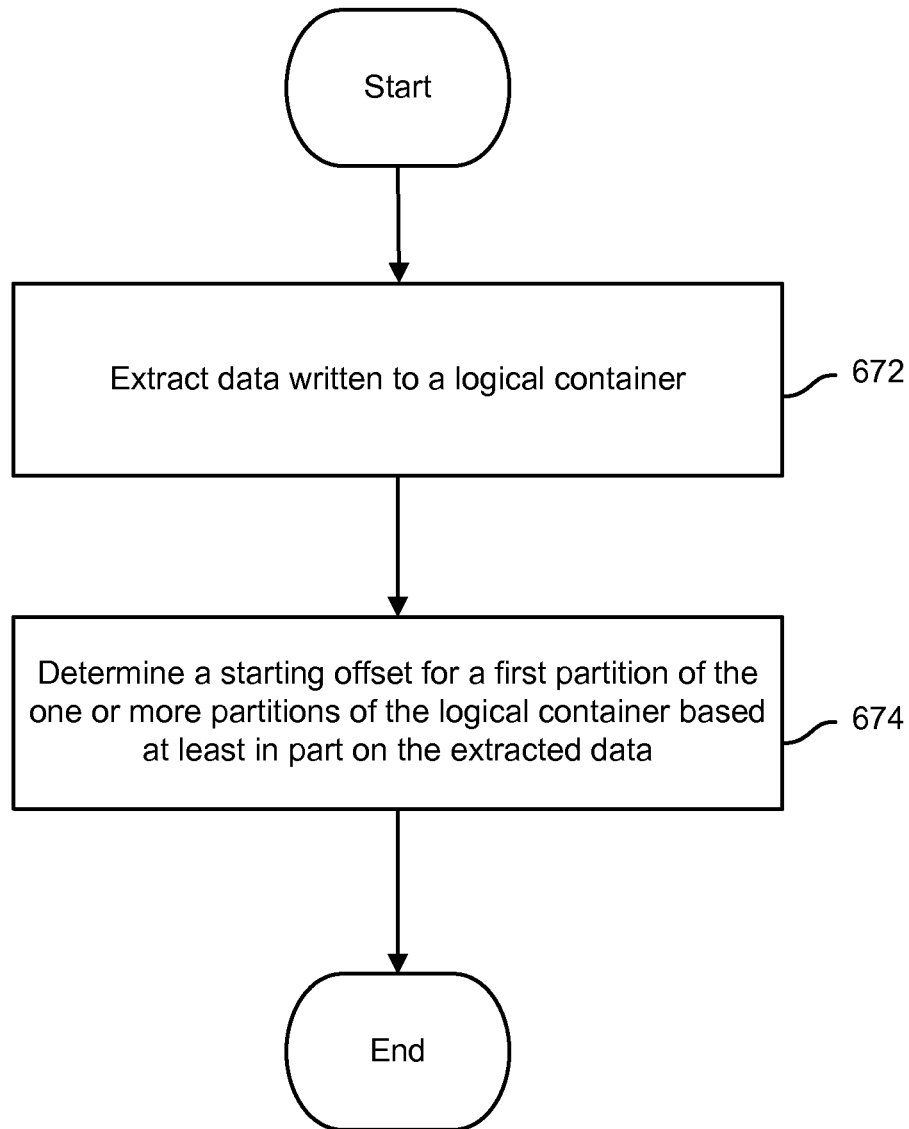 Start
Extract data written to a logical container
672
Determine a starting offset for a first partition of the
one or more partitions of the logical container based
at least in part on the extracted data
674
End